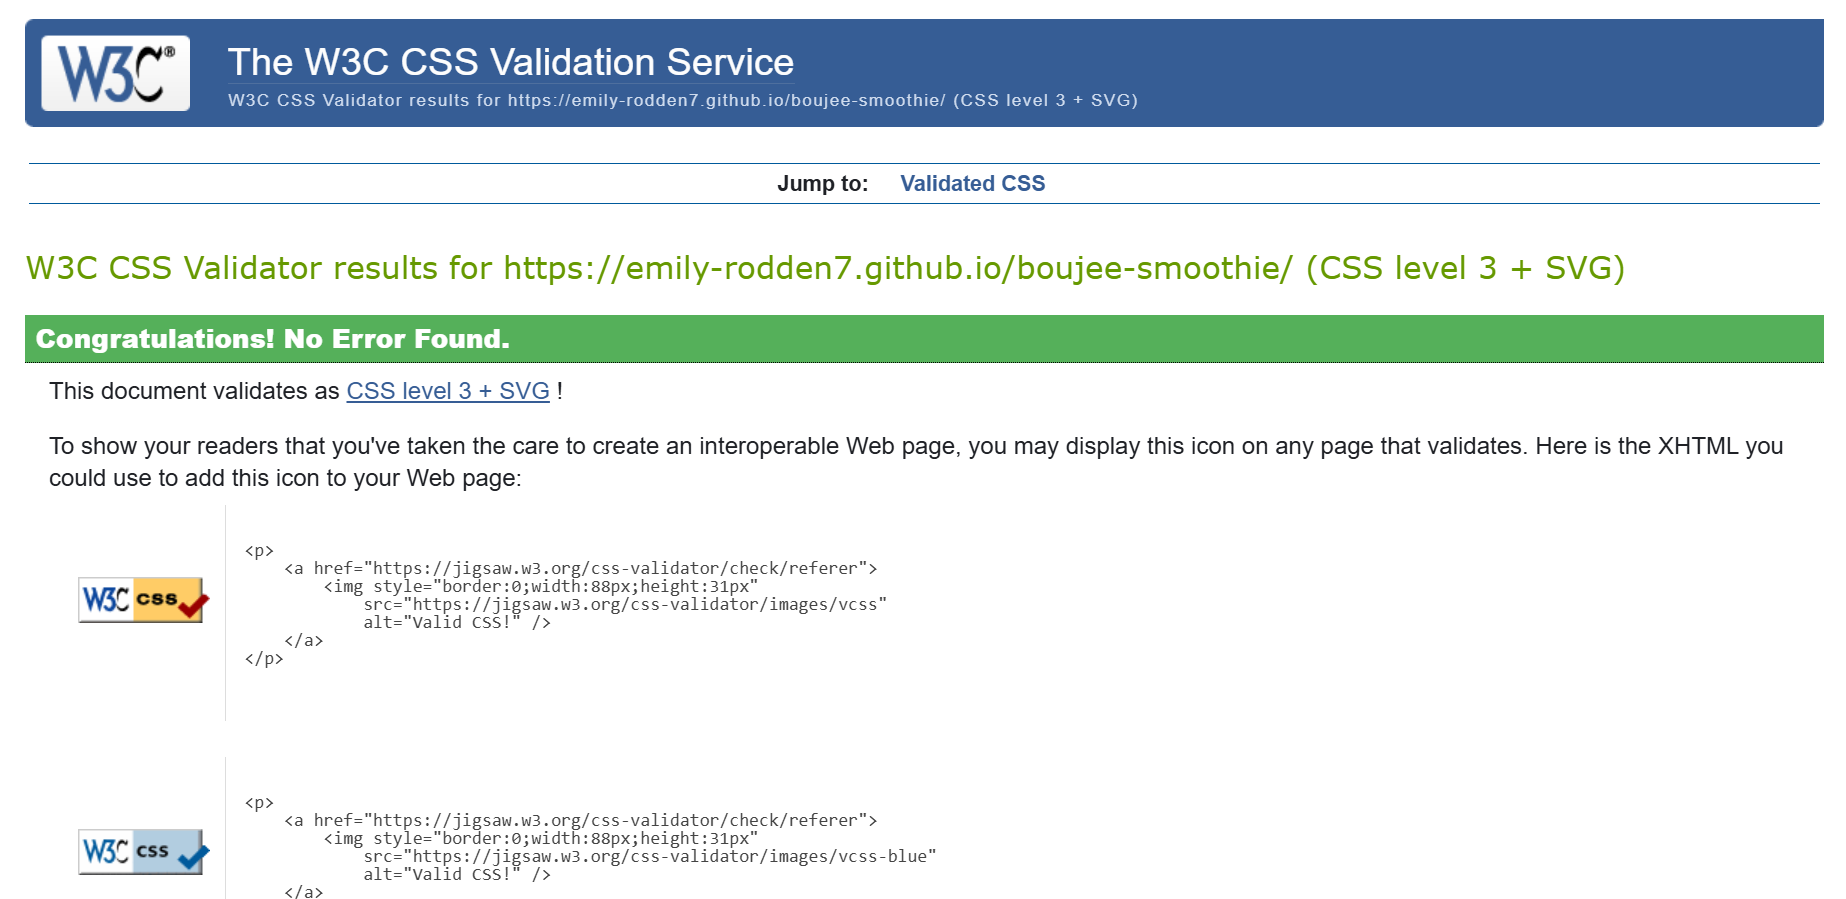 W3C®
The W3C CSS Validation Service
W3C CSS Validator results for https://emily-rodden7.github.io/boujee-smoothie/ (CSS level 3 + SVG)
Jump to: Validated CSS
W3C CSS Validator results for https://emily-rodden7.github.io/boujee-smoothie/ (CSS level 3 + SVG)
Congratulations! No Error Found.
This document validates as CSS level 3 + SVG !
To show your readers that you've taken the care to create an interoperable Web page, you may display this icon on any page that validates. Here is the XHTML you
could use to add this icon to your Web page:
W3C CSS
<p>
<a href="https://jigsaw.w3.org/css-validator/check/referer">
<img style="border:0;width:88px;height:31px"
src="https://jigsaw.w3.org/css-validator/images/vcss"
alt="Valid CSS!" />
</a>
</p>
W3C CSS
<p>
<a href="https://jigsaw.w3.org/css-validator/check/referer">
<img style="border:0;width:88px;height:31px"
src="https://jigsaw.w3.org/css-validator/images/vcss-blue"
alt="Valid CSS!" />
</a>